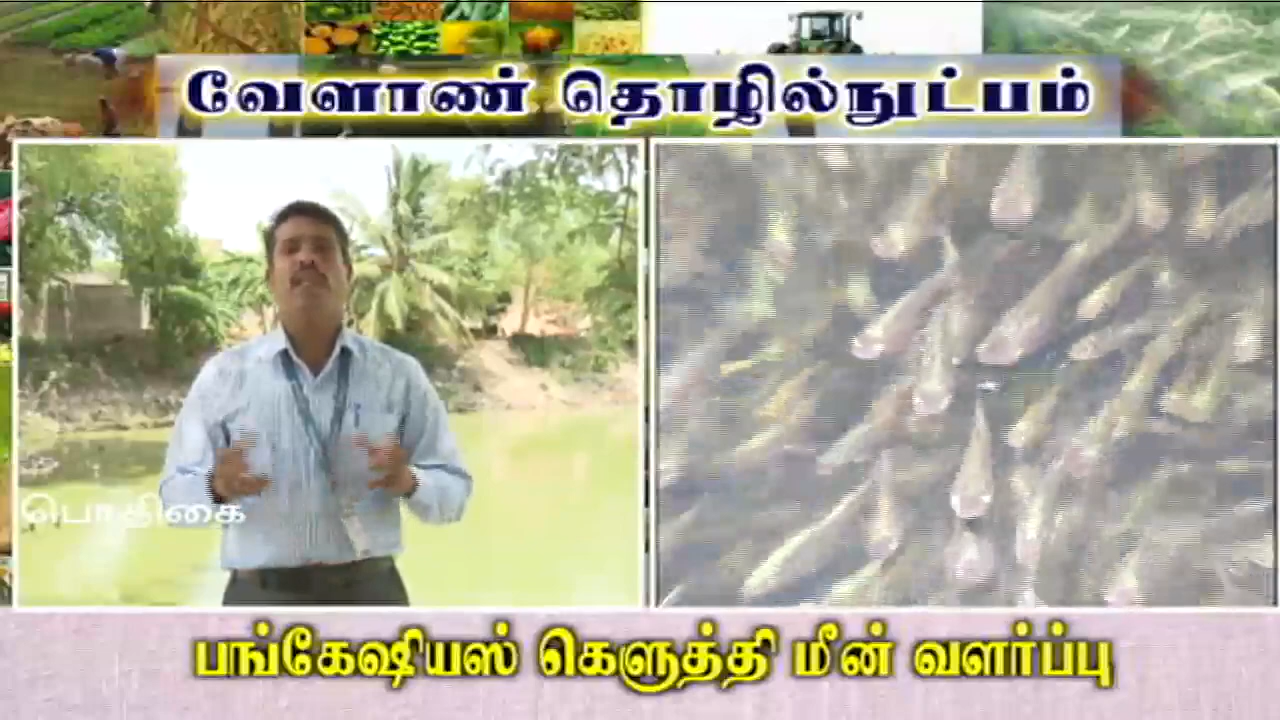 வேளாண் தொழில்நுட்பம்
பொதிகை
பங்கேஷியஸ் கெளுத்தி மீன் வளர்ப்பு